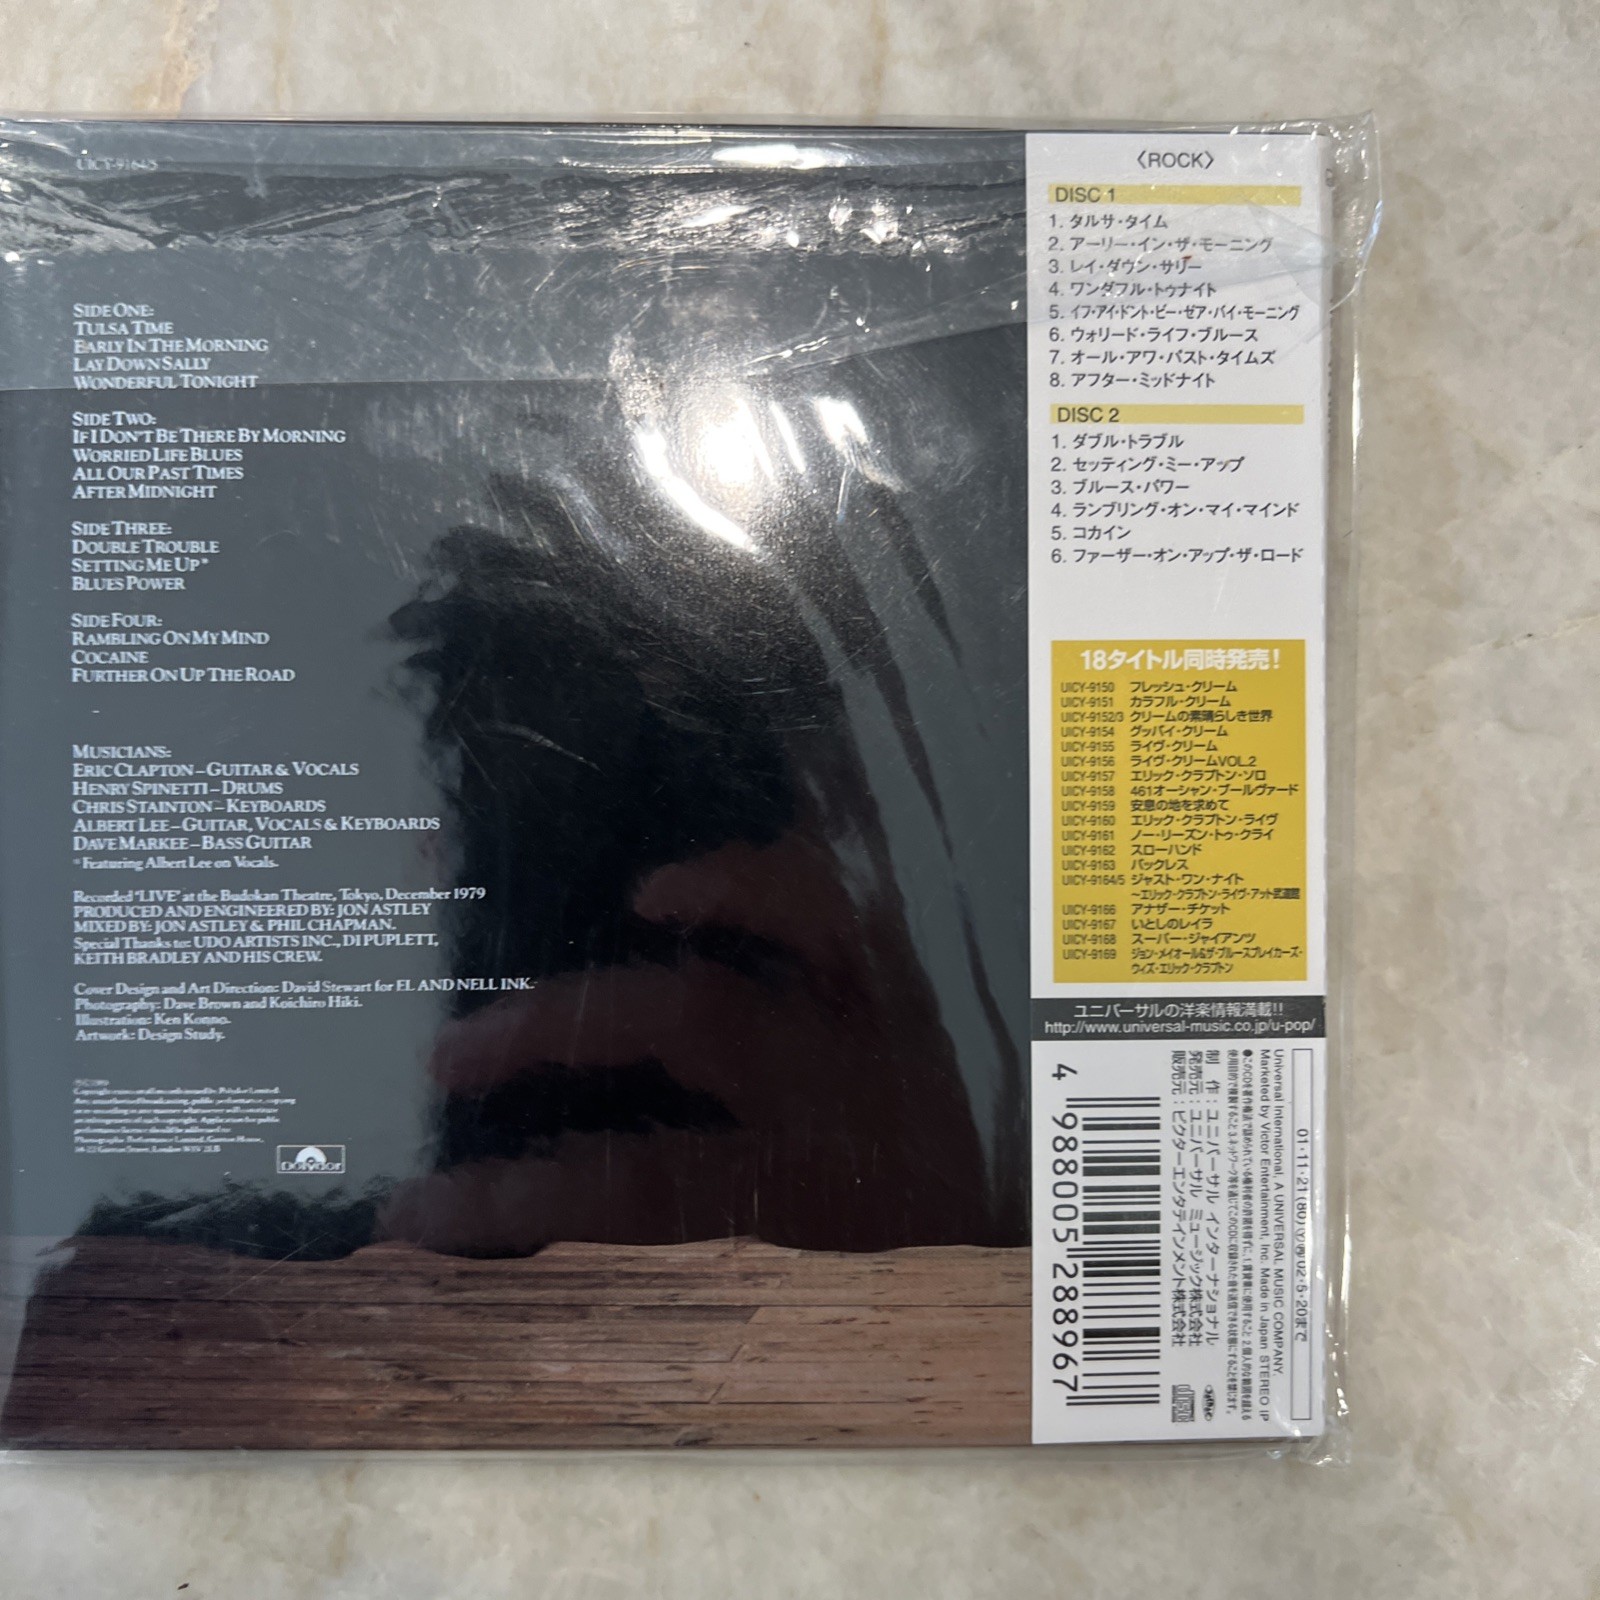 UICY-9164/5
SIDE ONE:
TULSA TIME
EARLY IN THE MORNING
LAY DOWN SALLY
WONDERFUL TONIGHT
SIDE TWO:
IF I DON'T BE THERE BY MORNING
WORRIED LIFE BLUES
ALL OUR PAST TIMES
AFTER MIDNIGHT
SIDE THREE:
DOUBLE TROUBLE
SETTING ME UP*
BLUES POWER
SIDE FOUR:
RAMBLING ON MY MIND
COCAINE
FURTHER ON UP THE ROAD
MUSICIANS:
ERIC CLAPTON – GUITAR & VOCALS
HENRY SPINETTI – DRUMS
CHRIS STAINTON – KEYBOARDS
ALBERT LEE – GUITAR, VOCALS & KEYBOARDS
DAVE MARKEE – BASS GUITAR
* Featuring Albert Lee on Vocals.
Recorded "LIVE" at the Budokan Theatre, Tokyo, December 1979
PRODUCED AND ENGINEERED BY: JON ASTLEY
MIXED BY: JON ASTLEY & PHIL CHAPMAN.
Special Thanks to: UDO ARTISTS INC., DI PUPLETT,
KEITH BRADLEY AND HIS CREW.
Cover Design and Art Direction: David Stewart for EL AND NELL INK.
Photography: Dave Brown and Koichiro Hiki.
Illustration: Ken Konno.
Artwork: Design Study.
polydor
〈ROCK〉
DISC 1
1. タルサ・タイム
2. アーリー・イン・ザ・モーニング
3. レイ・ダウン・サリー
4. ワンダフル・トゥナイト
5. イフ・アイ・ドント・ビー・ゼア・バイ・モーニング
6. ウォリード・ライフ・ブルース
7. オール・アワ・パスト・タイムズ
8. アフター・ミッドナイト
DISC 2
1. ダブル・トラブル
2. セッティング・ミー・アップ
3. ブルース・パワー
4. ランブリング・オン・マイ・マインド
5. コカイン
6. ファーザー・オン・アップ・ザ・ロード
18タイトル同時発売!
UICY-9150 フレッシュ・クリーム
UICY-9151 カラフル・クリーム
UICY-9152/3 クリームの素晴らしき世界
UICY-9154 グッバイ・クリーム
UICY-9155 ライヴ・クリーム
UICY-9156 ライヴ・クリームVOL.2
UICY-9157 エリック・クラプトン・ソロ
UICY-9158 461オーシャン・ブールヴァード
UICY-9159 安息の地を求めて
UICY-9160 エリック・クラプトン・ライヴ
UICY-9161 ノー・リーズン・トゥ・クライ
UICY-9162 スローハンド
UICY-9163 バックレス
UICY-9164/5 ジャスト・ワン・ナイト
～エリック・クラプトン・ライヴ・アット武道館
UICY-9166 アナザー・チケット
UICY-9167 いとしのレイラ
UICY-9168 スーパー・ジャイアンツ
UICY-9169 ジョン・メイオール&ザ・ブルースブレイカーズ・
ウィズ・エリック・クラプトン
ユニバーサルの洋楽情報満載!!
http://www.universal-music.co.jp/u-pop/
01・11・21(80)(Y)(再)02・5・20まで
Universal International, A UNIVERSAL MUSIC COMPANY.
Marketed by Victor Entertainment, Inc. Made in Japan STEREO
制 作：ユニバーサル インターナショナル
発売元：ユニバーサル ミュージック株式会社
販売元：ビクターエンタテインメント株式会社
4 988005 288967